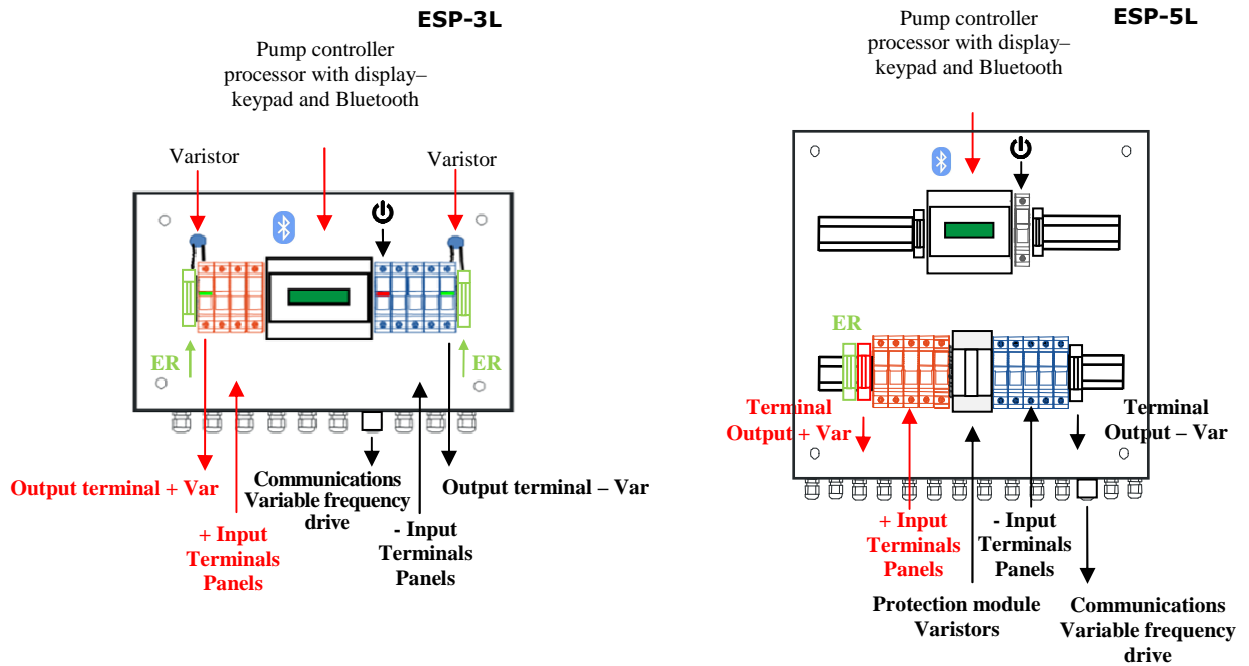 ESP-3L
Pump controller
processor with display–
keypad and Bluetooth
Varistor
Varistor
ER
ER
Output terminal + Var
Communications
Variable frequency
drive
Output terminal – Var
+ Input
Terminals
Panels
- Input
Terminals
Panels
ESP-5L
Pump controller
processor with display–
keypad and Bluetooth
ER
Terminal
Output + Var
Terminal
Output – Var
+ Input
Terminals
Panels
- Input
Terminals
Panels
Protection module
Varistors
Communications
Variable frequency
drive